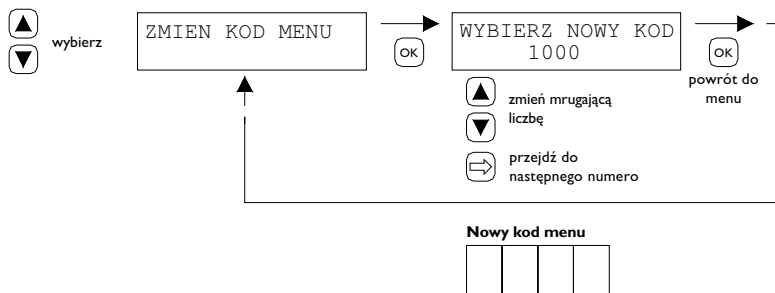 wybierz
ZMIEN KOD MENU
OK
WYBIERZ NOWY KOD
1000
OK
powrót do
menu
zmień mrugającą
liczbę
przejdź do
następnego numero
Nowy kod menu